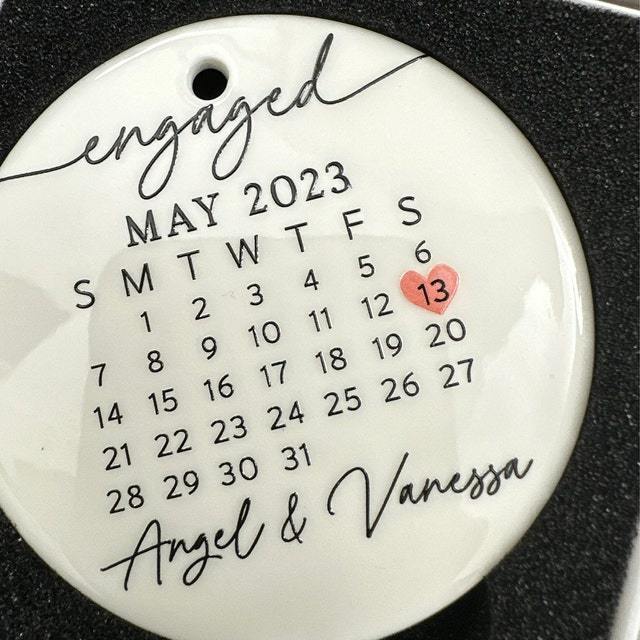 engaged
MAY 2023
S M T W T F S
1 2 3 4 5 6
7 8 9 10 11 12 13
14 15 16 17 18 19 20
21 22 23 24 25 26 27
28 29 30 31
Angel & Vanessa